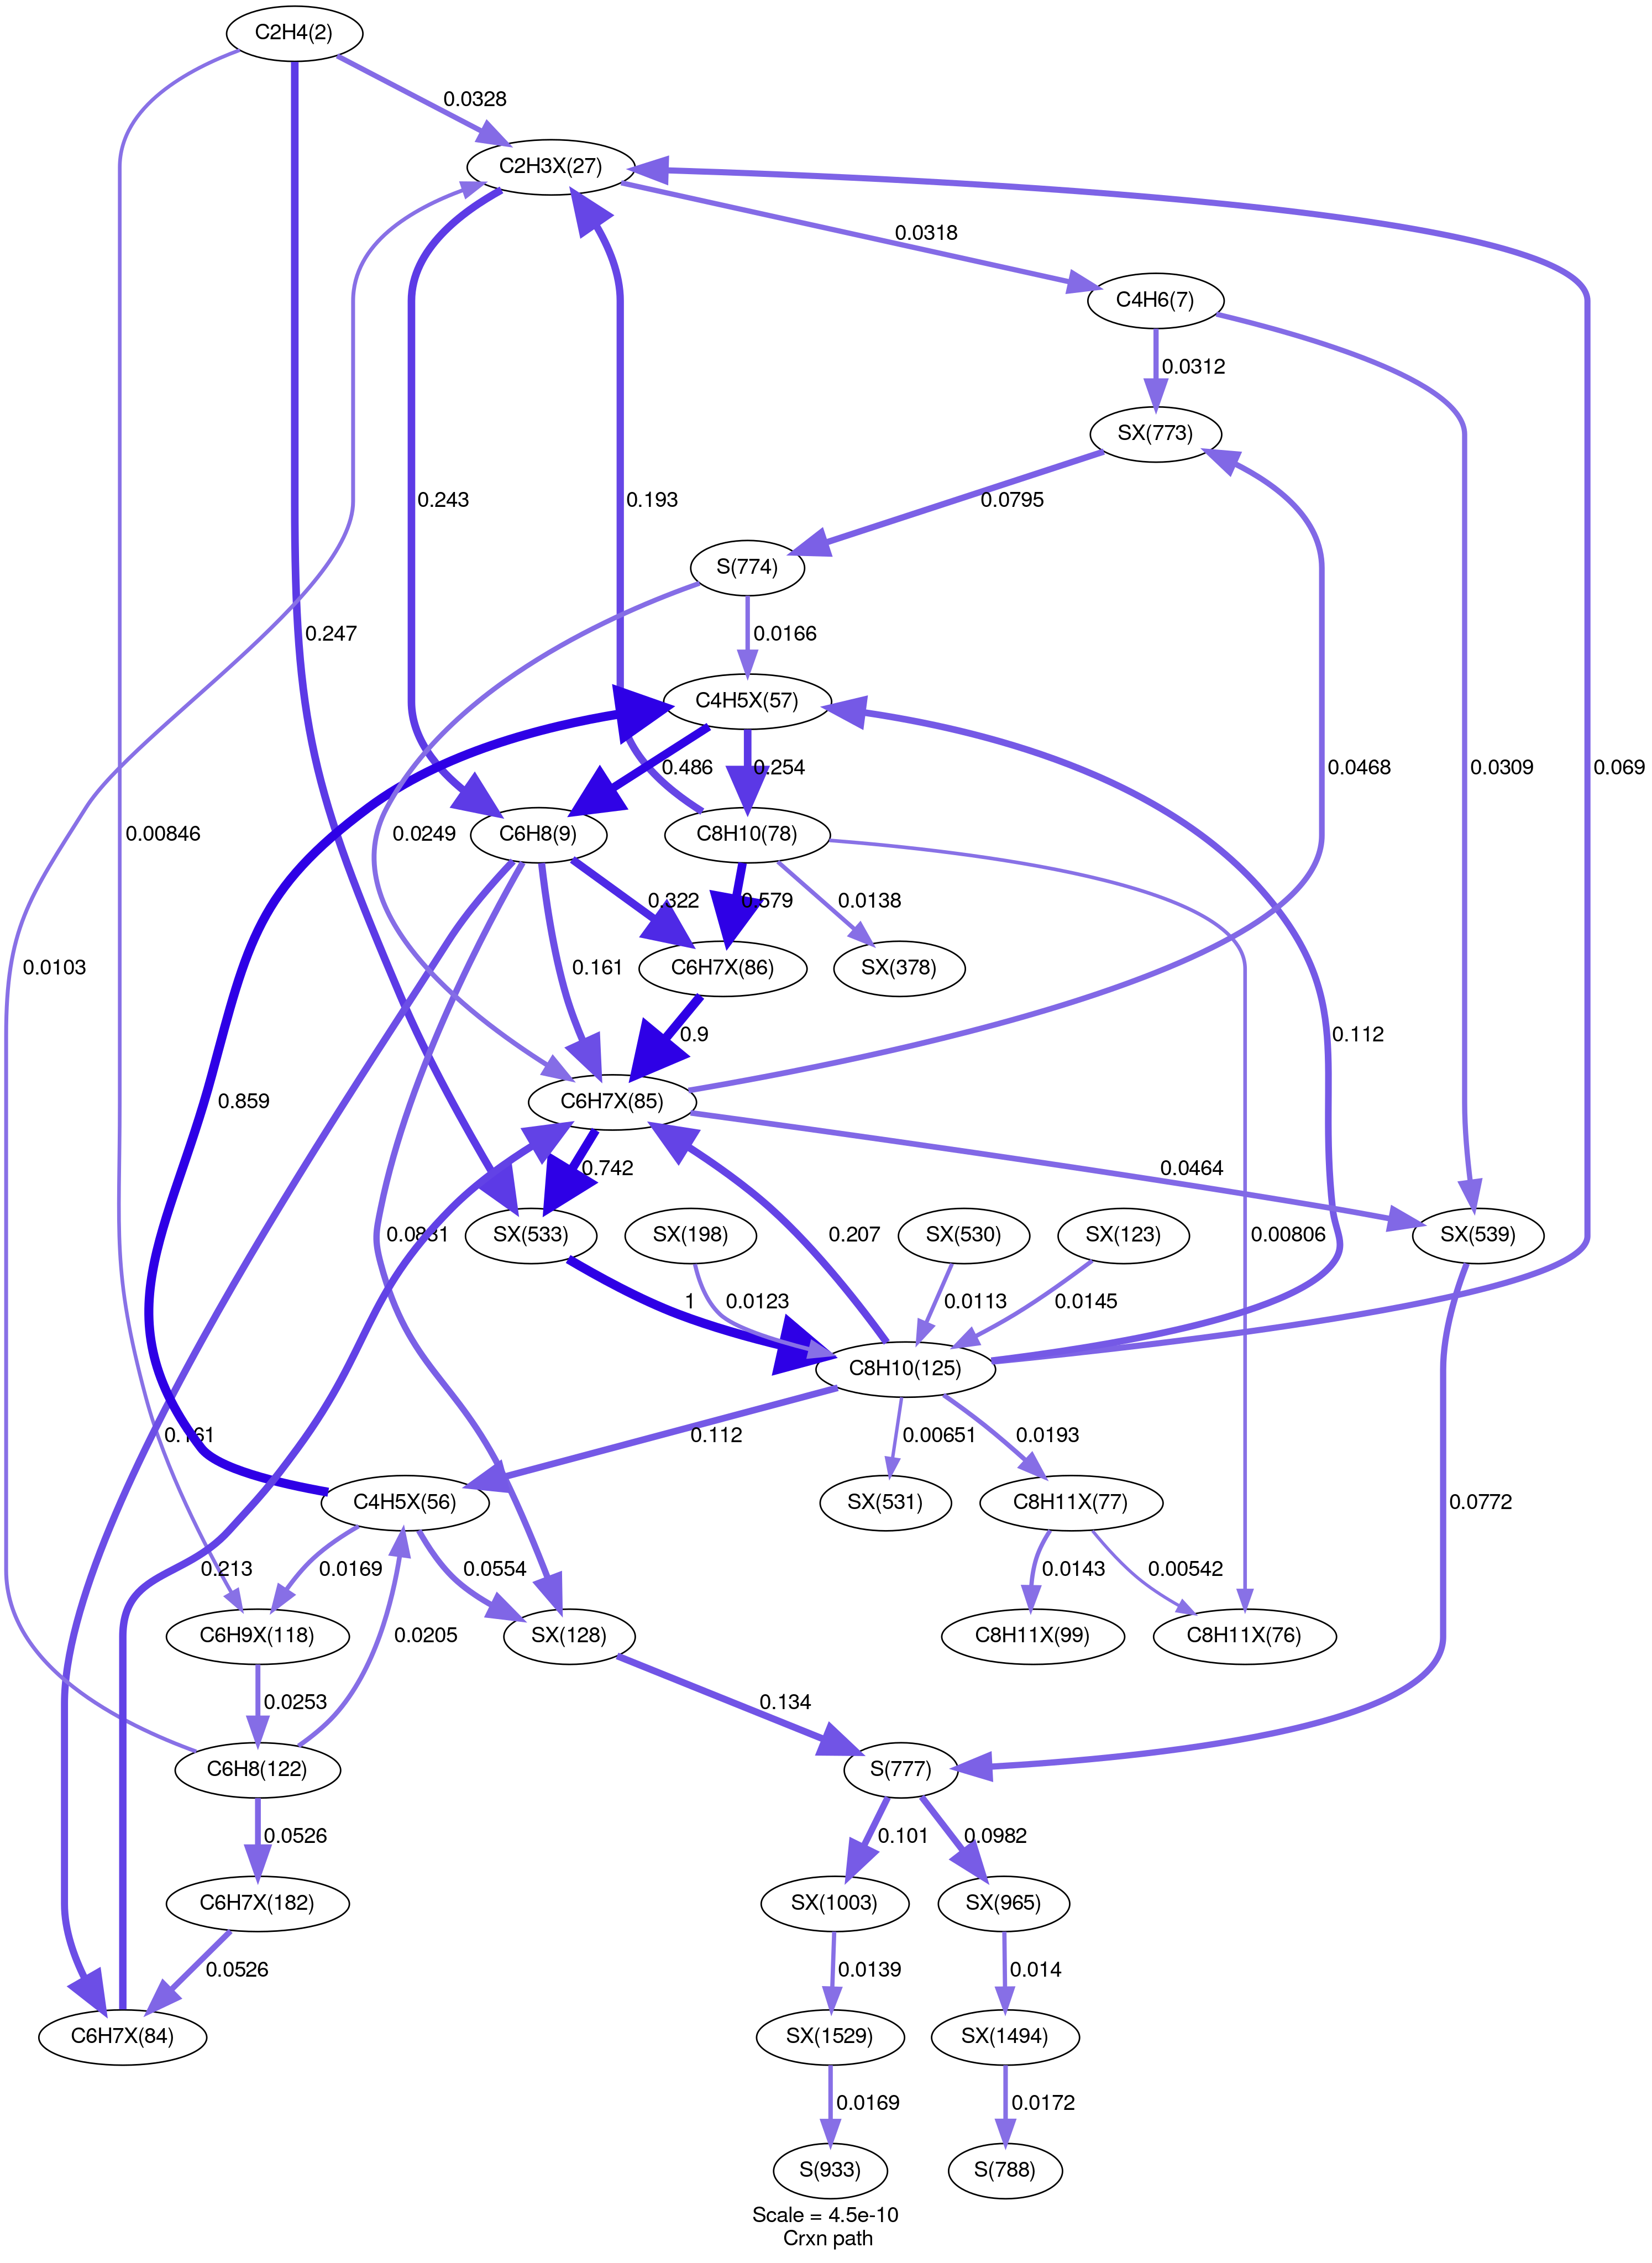 C2H4(2)
0.0328
C2H3X(27)
0.0318
C4H6(7)
0.0312
SX(773)
0.243
0.193
0.0795
S(774)
0.247
0.0166
C4H5X(57)
0.486
0.254
0.0468
0.0309
0.069
0.00846
0.0249
C6H8(9)
C8H10(78)
0.322
0.579
0.0138
0.0103
0.161
C6H7X(86)
SX(378)
0.9
0.112
0.859
C6H7X(85)
0.742
0.0464
0.0831
SX(533)
SX(198)
SX(530)
SX(123)
SX(539)
0.207
0.00806
1
0.0123
0.0113
0.0145
C8H10(125)
0.161
0.112
0.00651
0.0193
C4H5X(56)
SX(531)
C8H11X(77)
0.0772
0.213
0.0169
0.0554
0.0143
0.00542
C6H9X(118)
0.0205
SX(128)
C8H11X(99)
C8H11X(76)
0.0253
0.134
C6H8(122)
S(777)
0.0526
0.101
0.0982
C6H7X(182)
SX(1003)
SX(965)
0.0526
0.0139
0.014
C6H7X(84)
SX(1529)
SX(1494)
0.0169
0.0172
S(933)
S(788)
Scale = 4.5e-10
Crxn path